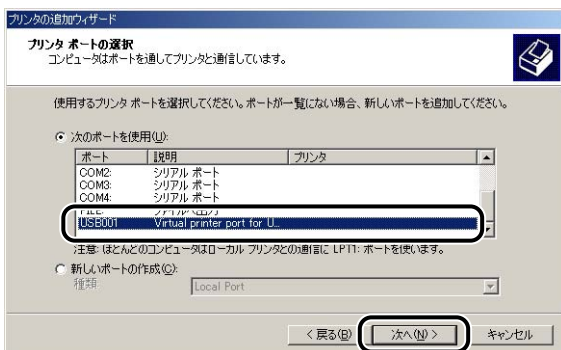 プリンタの追加ウィザード
プリンタ ポートの選択
コンピュータはポートを通してプリンタと通信しています。
使用するプリンタ ポートを選択してください。ポートが一覧にない場合、新しいポートを追加してください。
次のポートを使用(U):
ポート 説明 プリンタ
COM2: シリアル ポート
COM3: シリアル ポート
COM4: シリアル ポート
FILE: ファイルへ出力
USB001 Virtual printer port for U...
注意: ほとんどのコンピュータはローカル プリンタとの通信に LPT1: ポートを使います。
新しいポートの作成(C):
種類 Local Port
< 戻る(B) 次へ(N) > キャンセル